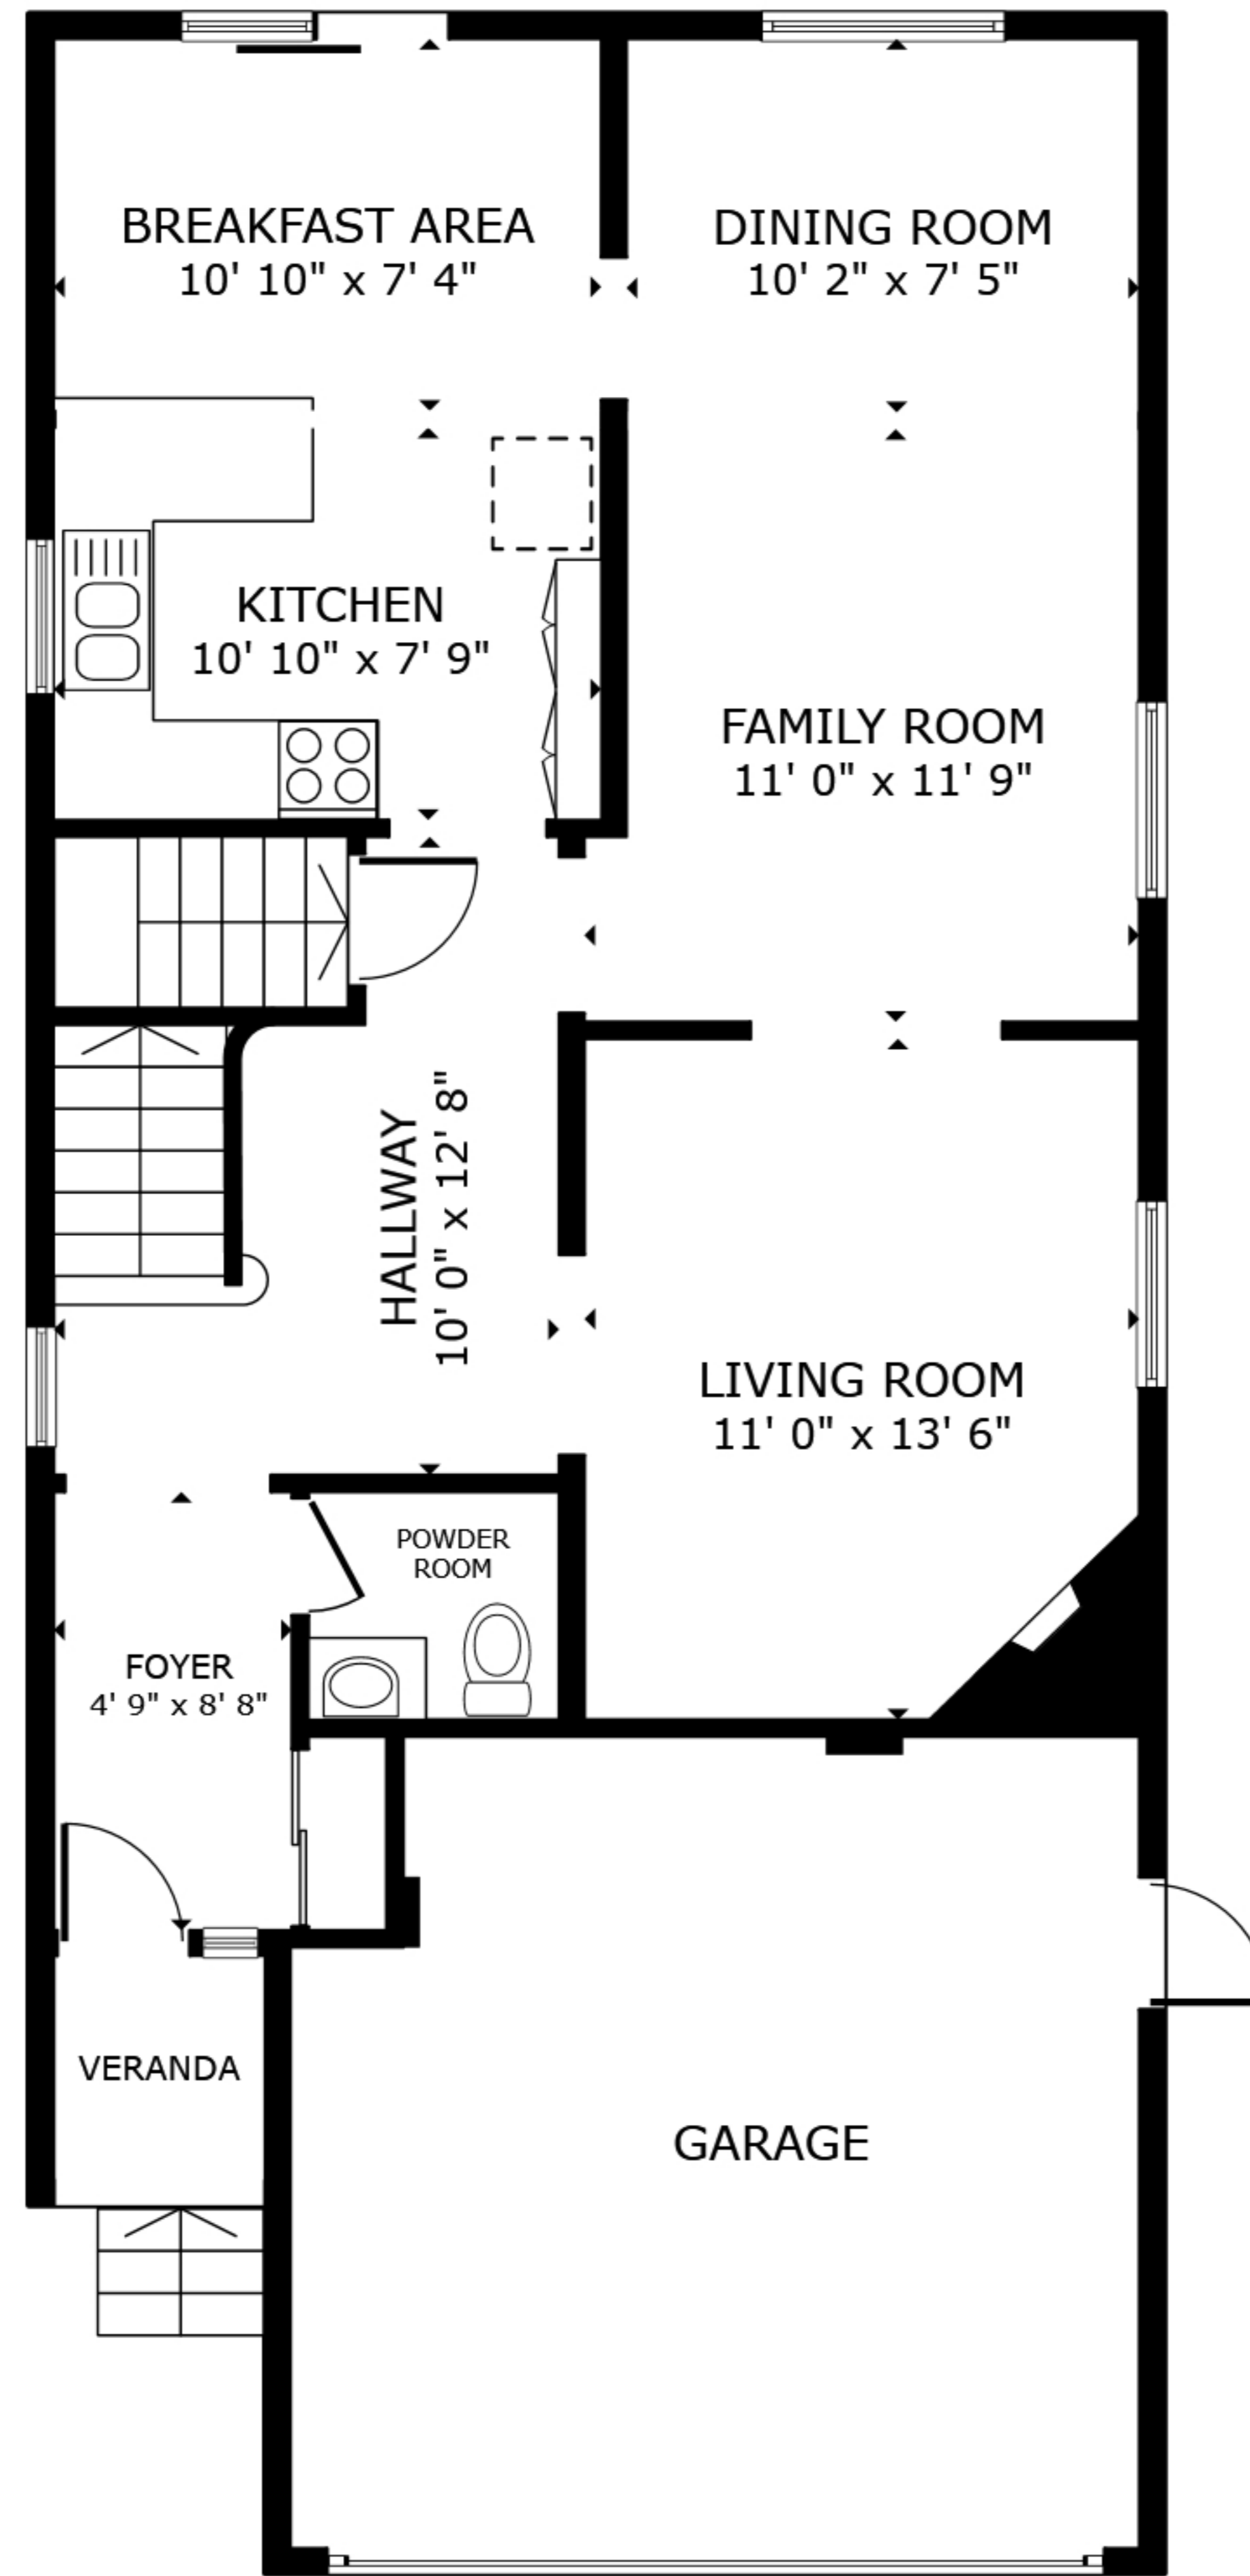 BREAKFAST AREA
10' 10" x 7' 4"
DINING ROOM
10' 2" x 7' 5"
KITCHEN
10' 10" x 7' 9"
FAMILY ROOM
11' 0" x 11' 9"
HALLWAY
10' 0" x 12' 8"
LIVING ROOM
11' 0" x 13' 6"
POWDER
ROOM
FOYER
4' 9" x 8' 8"
VERANDA
GARAGE